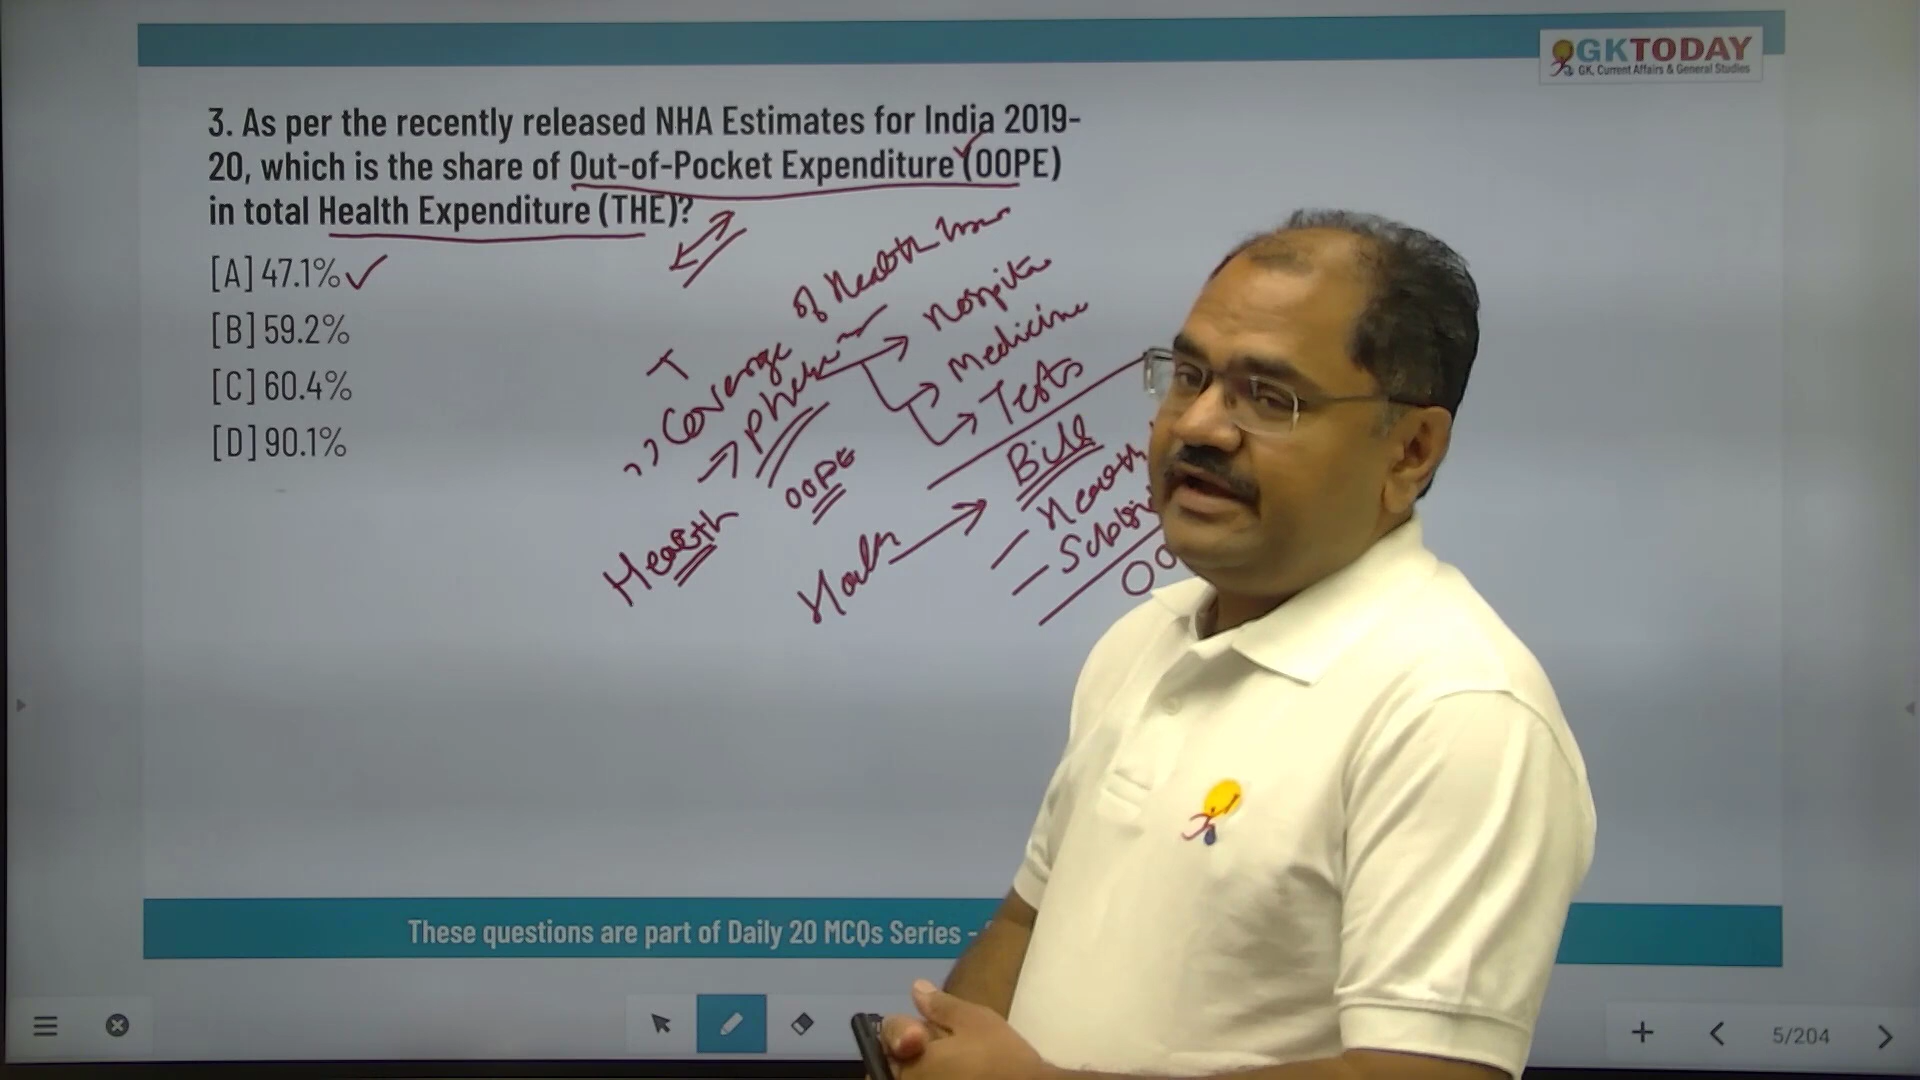 GKTODAY
GK, Current Affairs & General Studies
3. As per the recently released NHA Estimates for India 2019-
20, which is the share of Out-of-Pocket Expenditure (OOPE)
in total Health Expenditure (THE)?
[A] 47.1%
[B] 59.2%
[C] 60.4%
[D] 90.1%
Coverage of Health
Hospita
Medicine
Tests
Bill
Health
OOPE
Health
These questions are part of Daily 20 MCQs Series -
5/204